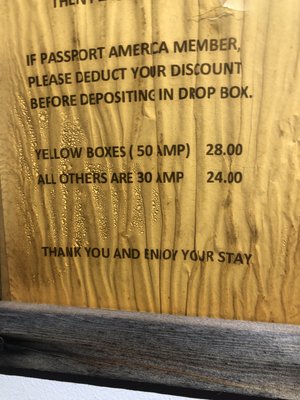 IF PASSPORT AMERICA MEMBER,
PLEASE DEDUCT YOUR DISCOUNT
BEFORE DEPOSITING IN DROP BOX.
YELLOW BOXES ( 50 AMP) 28.00
ALL OTHERS ARE 30 AMP 24.00
THANK YOU AND ENJOY YOUR STAY